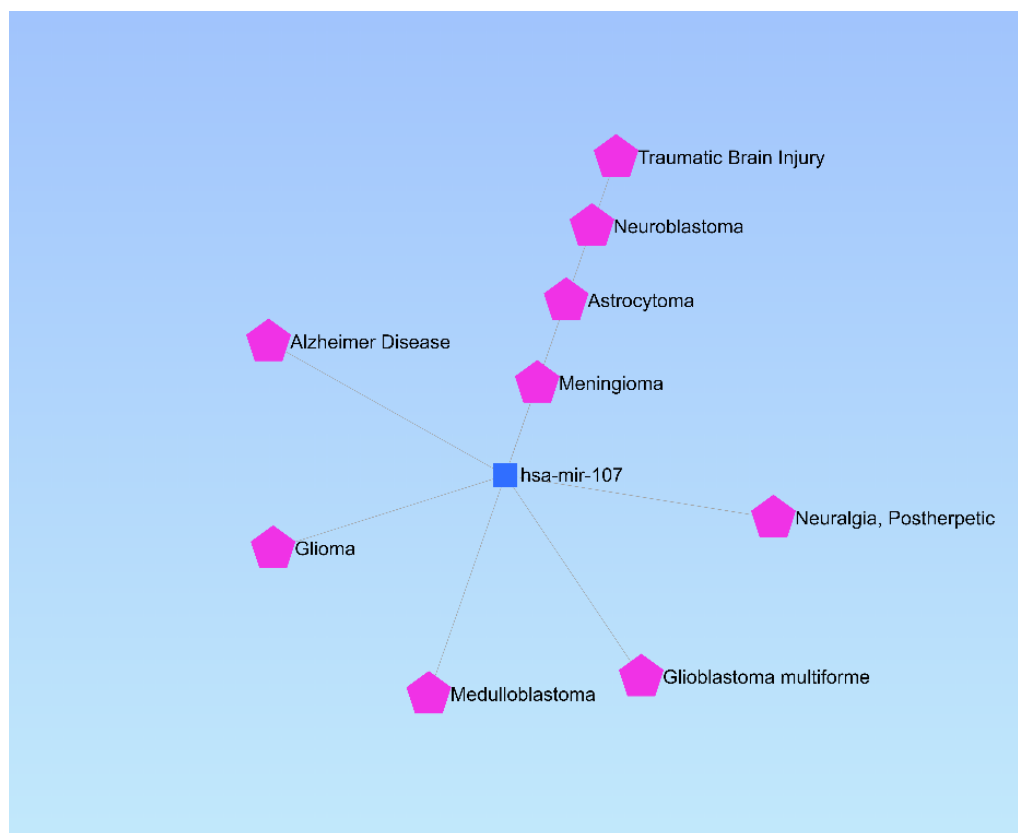 Traumatic Brain Injury
Neuroblastoma
Astrocytoma
Alzheimer Disease
Meningioma
hsa-mir-107
Neuralgia, Postherpetic
Glioma
Glioblastoma multiforme
Medulloblastoma